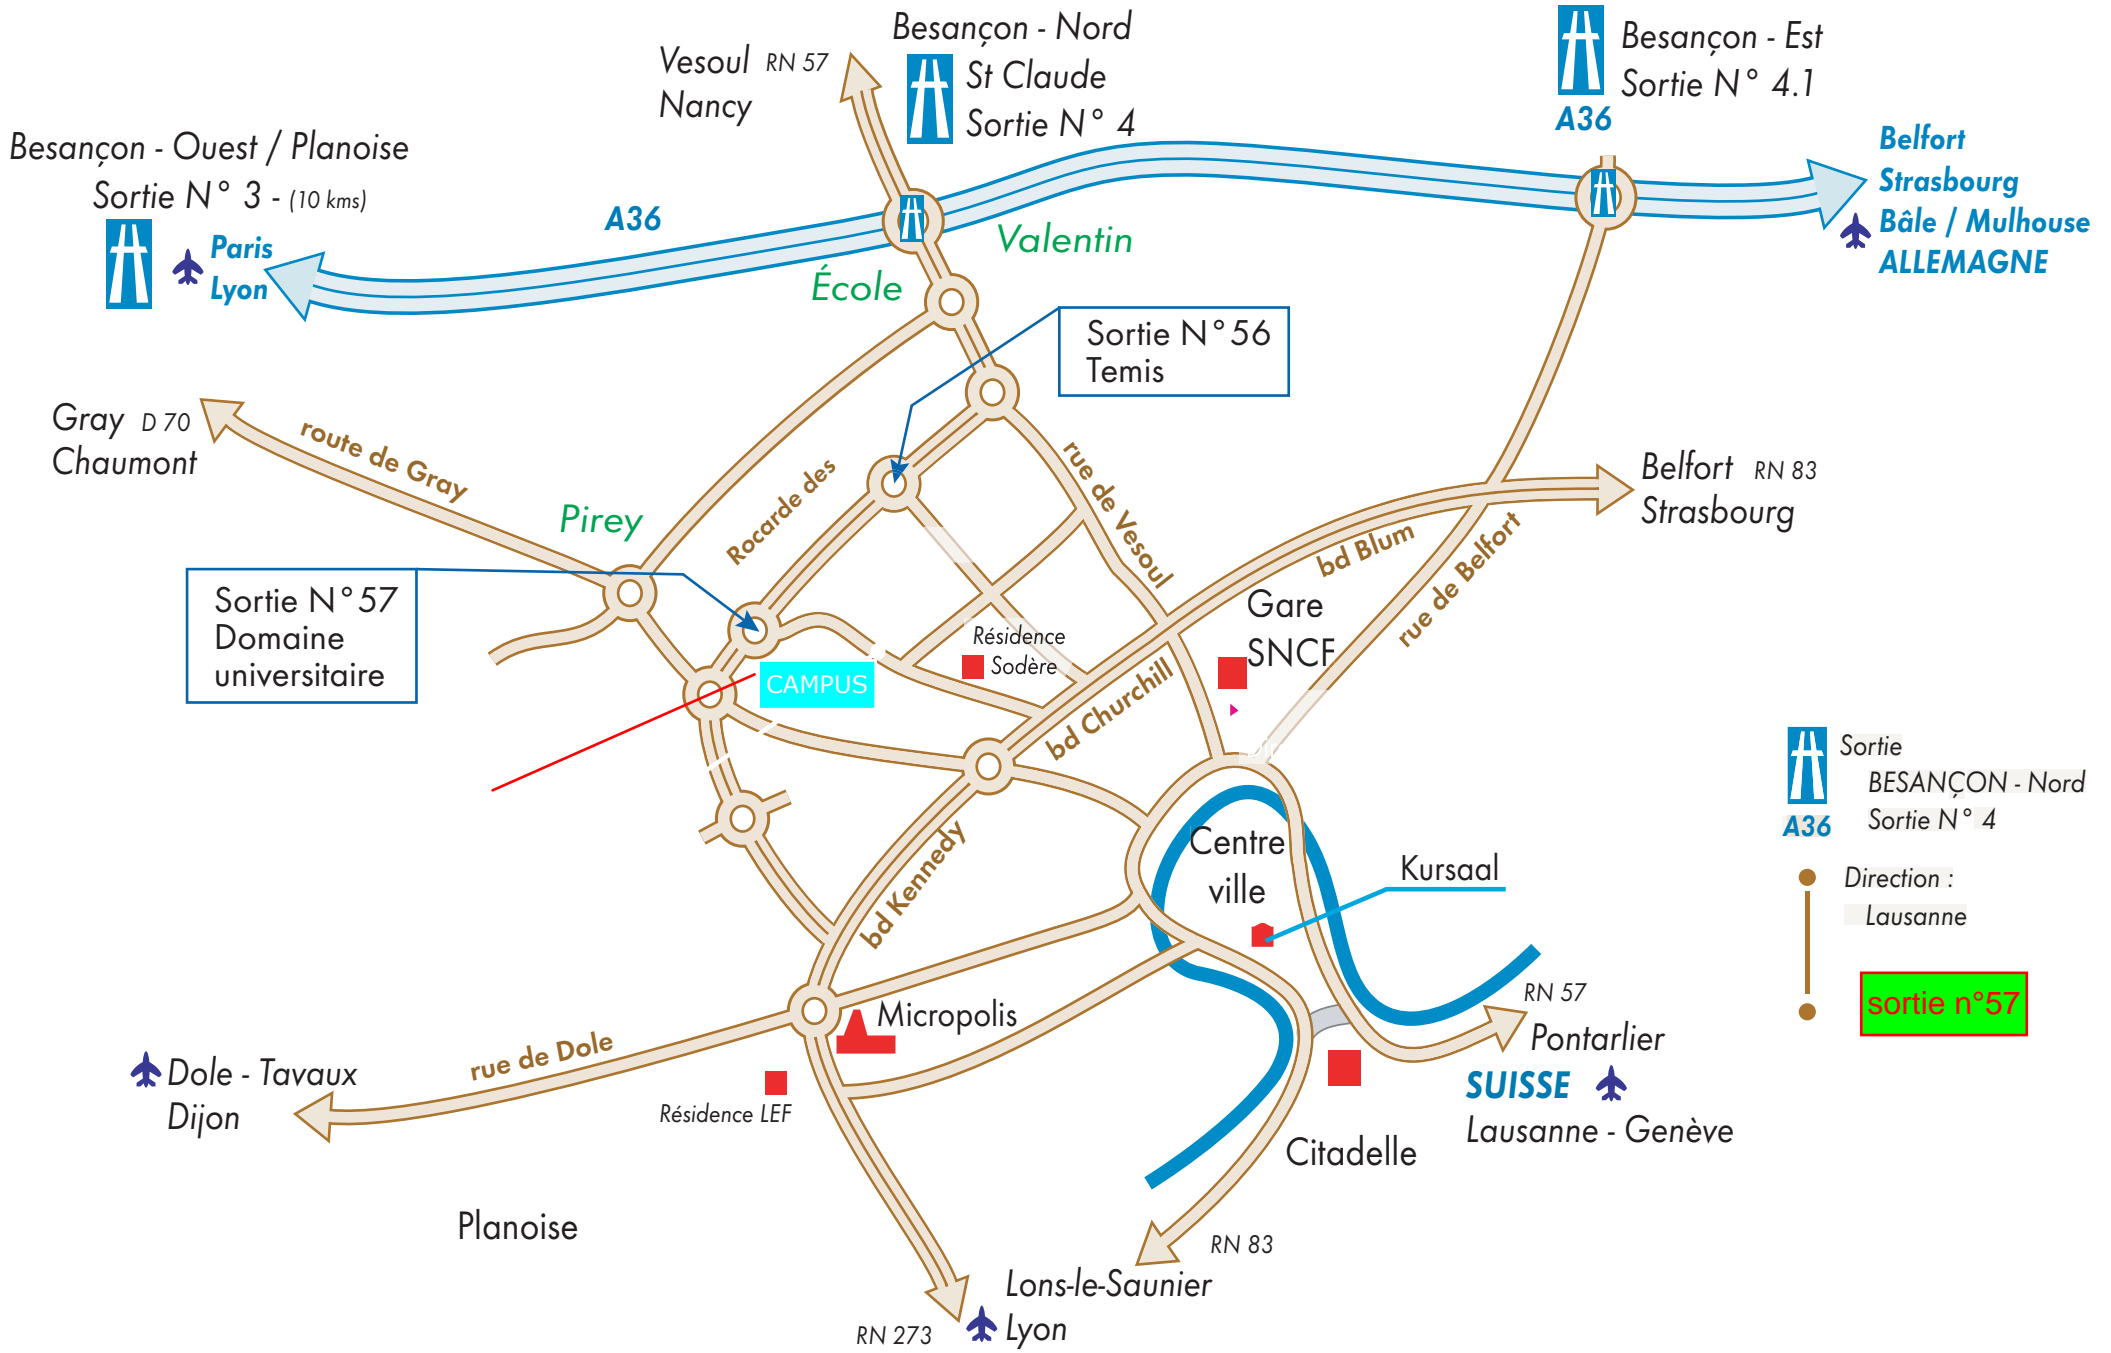 Besançon - Nord
St Claude
Sortie N° 4
Vesoul RN 57
Nancy
Besançon - Est
Sortie N° 4.1
A36
Belfort
Strasbourg
Bâle / Mulhouse
ALLEMAGNE
Besançon - Ouest / Planoise
Sortie N° 3 - (10 kms)
Paris
Lyon
A36
Valentin
École
Sortie N°56
Temis
Gray D 70
Chaumont
route de Gray
Pirey
Rocarde des
rue de Vesoul
Belfort RN 83
Strasbourg
bd Blum
rue de Belfort
Sortie N°57
Domaine
universitaire
CAMPUS
Résidence
Sodère
Gare
SNCF
bd Churchill
bd Kennedy
Centre
ville
Kursaal
Sortie
BESANÇON - Nord
Sortie N° 4
A36
Direction :
Lausanne
sortie n°57
Micropolis
rue de Dole
Dole - Tavaux
Dijon
Résidence LEF
RN 57
Pontarlier
SUISSE
Lausanne - Genève
Citadelle
Planoise
RN 83
Lons-le-Saunier
Lyon
RN 273